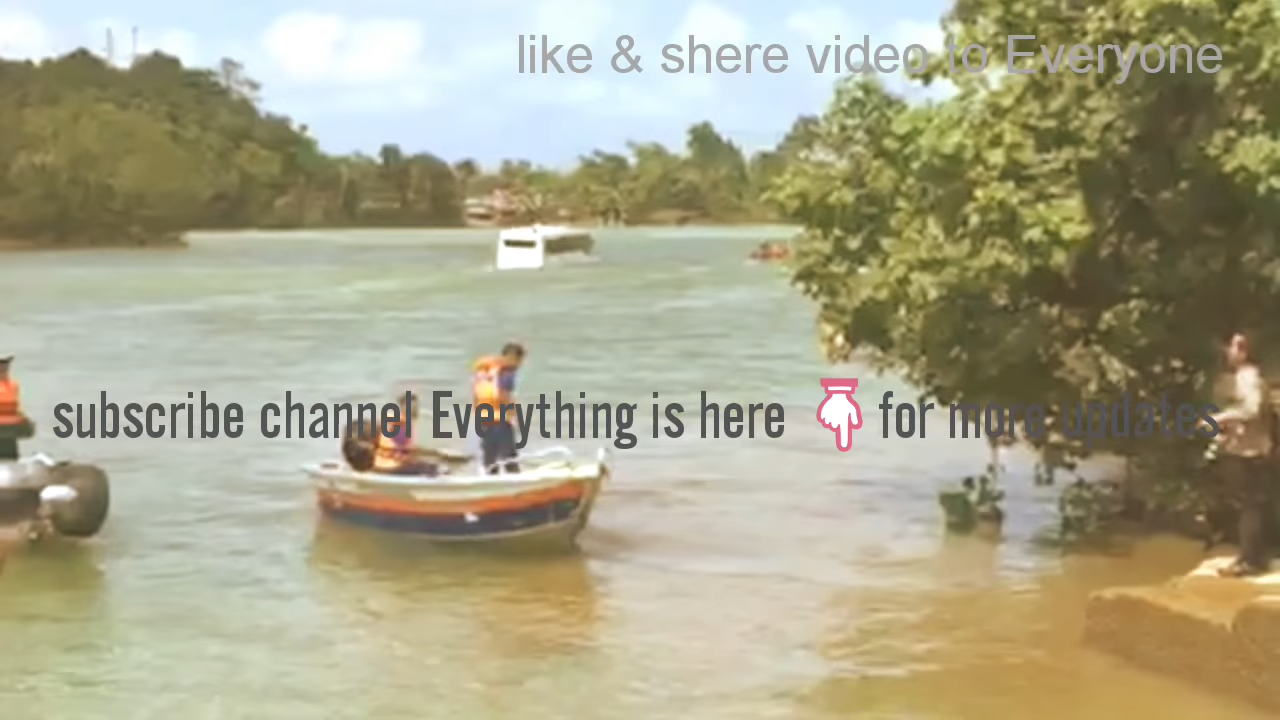 like & shere video to Everyone
subscribe channel Everything is here 👇 for more updates